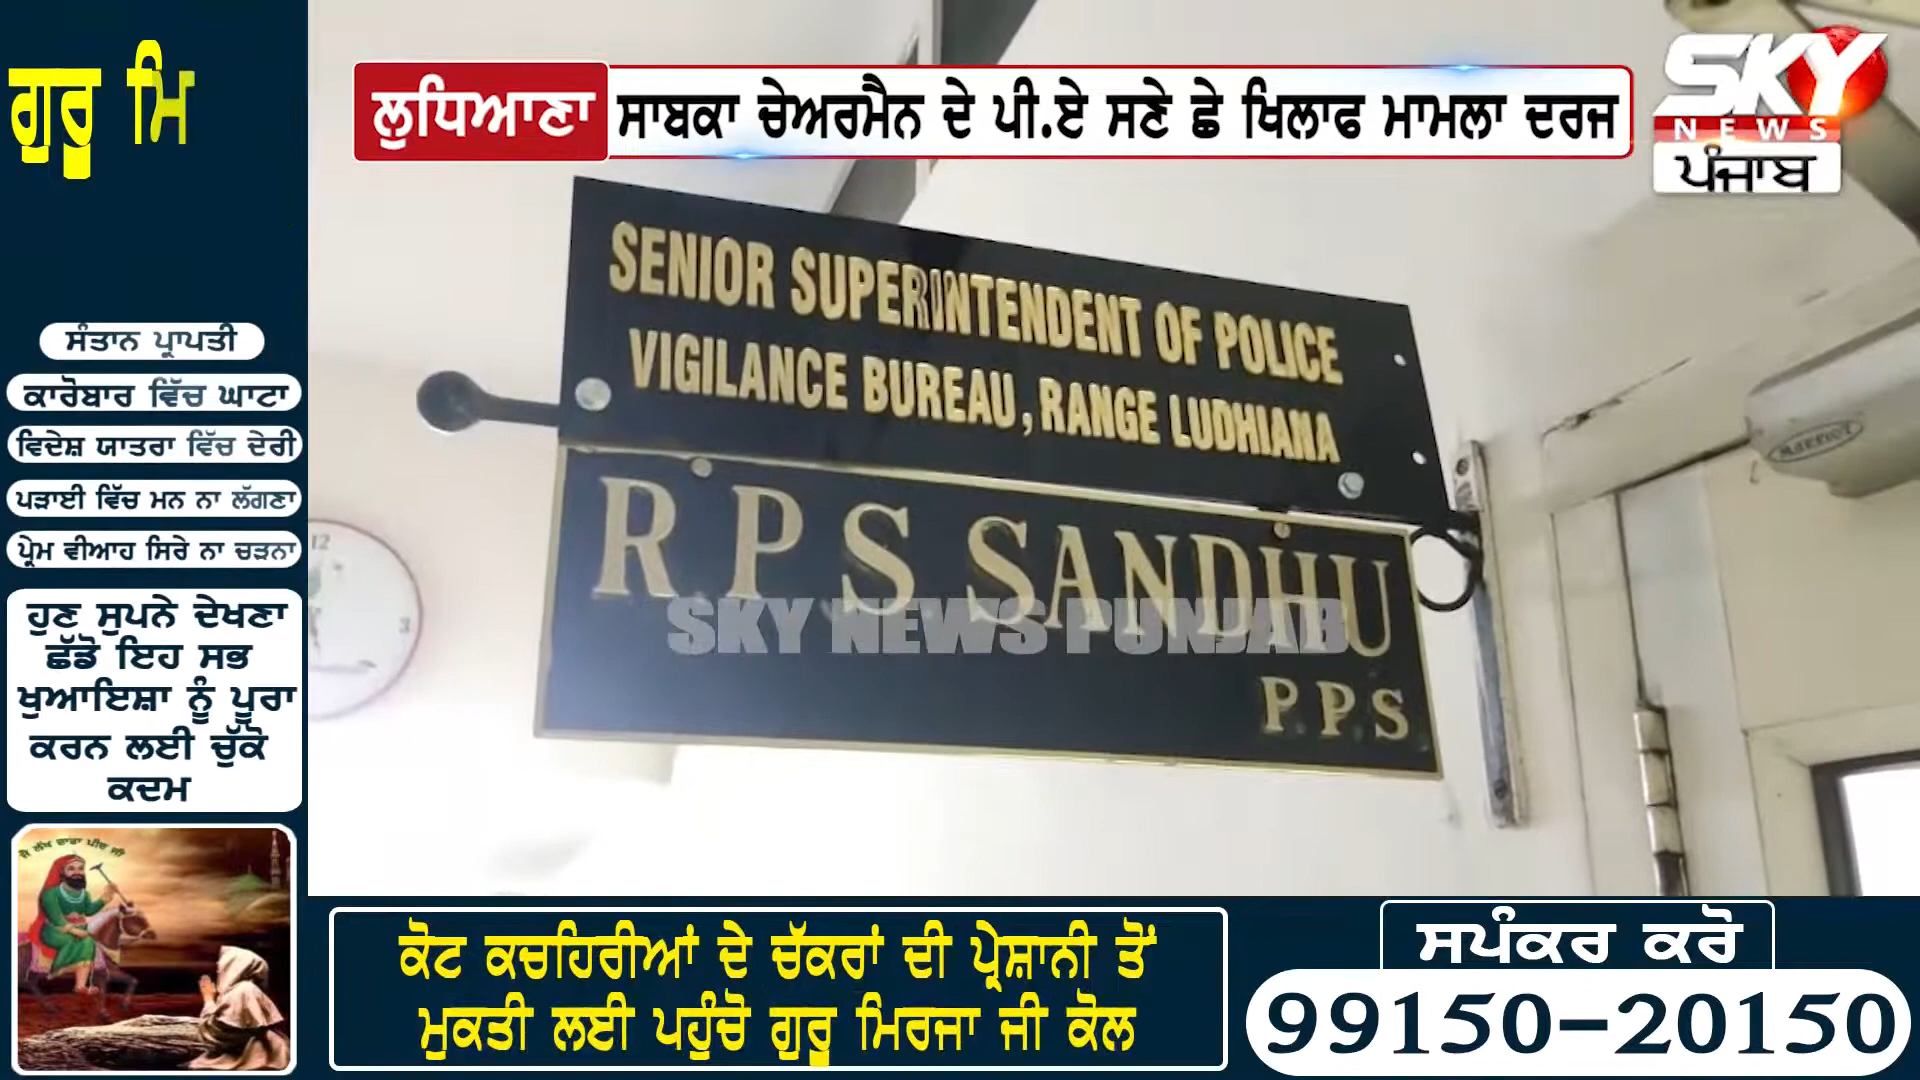 ਗੁਰੂ ਮਿ
ਲੁਧਿਆਣਾ
ਸਾਬਕਾ ਚੇਅਰਮੈਨ ਦੇ ਪੀ.ਏ ਸਣੇ ਛੇ ਖਿਲਾਫ ਮਾਮਲਾ ਦਰਜ
SKY
NEWS
ਪੰਜਾਬ
SENIOR SUPERINTENDENT OF POLICE
VIGILANCE BUREAU, RANGE LUDHIANA
R.P.S SANDHU
P.P.S.
SKY NEWS PUNJAB
12
3
ਸੰਤਾਨ ਪ੍ਰਾਪਤੀ
ਕਾਰੋਬਾਰ ਵਿੱਚ ਘਾਟਾ
ਵਿਦੇਸ਼ ਯਾਤਰਾ ਵਿੱਚ ਦੇਰੀ
ਪੜਾਈ ਵਿੱਚ ਮਨ ਨਾ ਲੱਗਣਾ
ਪ੍ਰੇਮ ਵੀਆਹ ਸਿਰੇ ਨਾ ਚੜਨਾ
ਹੁਣ ਸੁਪਨੇ ਦੇਖਣਾ
ਛੱਡੋ ਇਹ ਸਭ
ਖੁਆਇਸ਼ਾ ਨੂੰ ਪੂਰਾ
ਕਰਨ ਲਈ ਚੁੱਕੋ
ਕਦਮ
ਜੈ ਲੱਖ ਦਾਤਾ ਪੀਰ ਜੀ
ਕੋਟ ਕਚਹਿਰੀਆਂ ਦੇ ਚੱਕਰਾਂ ਦੀ ਪ੍ਰੇਸ਼ਾਨੀ ਤੋਂ
ਮੁਕਤੀ ਲਈ ਪਹੁੰਚੋ ਗੁਰੂ ਮਿਰਜਾ ਜੀ ਕੋਲ
ਸਪੰਕਰ ਕਰੋ
99150-20150